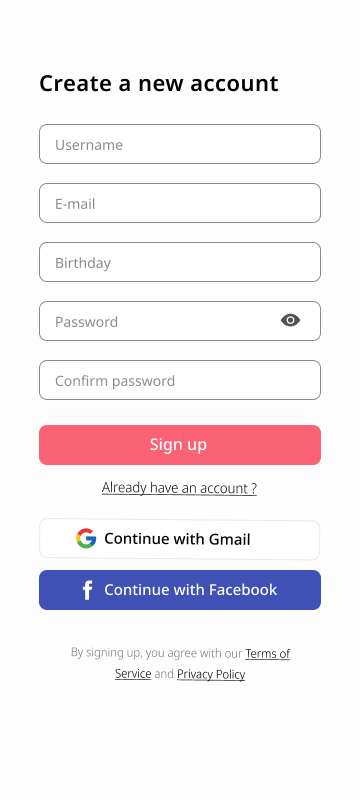 Create a new account
Username
E-mail
Birthday
Password
Confirm password
Sign up
Already have an account ?
Continue with Gmail
Continue with Facebook
By signing up, you agree with our Terms of
Service and Privacy Policy